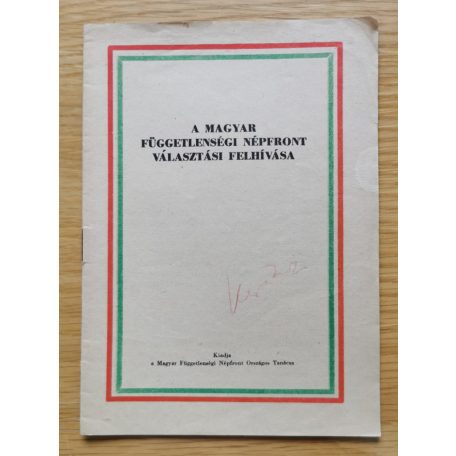 A MAGYAR
FÜGGETLENSÉGI NÉPFRONT
VÁLASZTÁSI FELHÍVÁSA
Kiadja
a Magyar Függetlenségi Népfront Országos Tanácsa